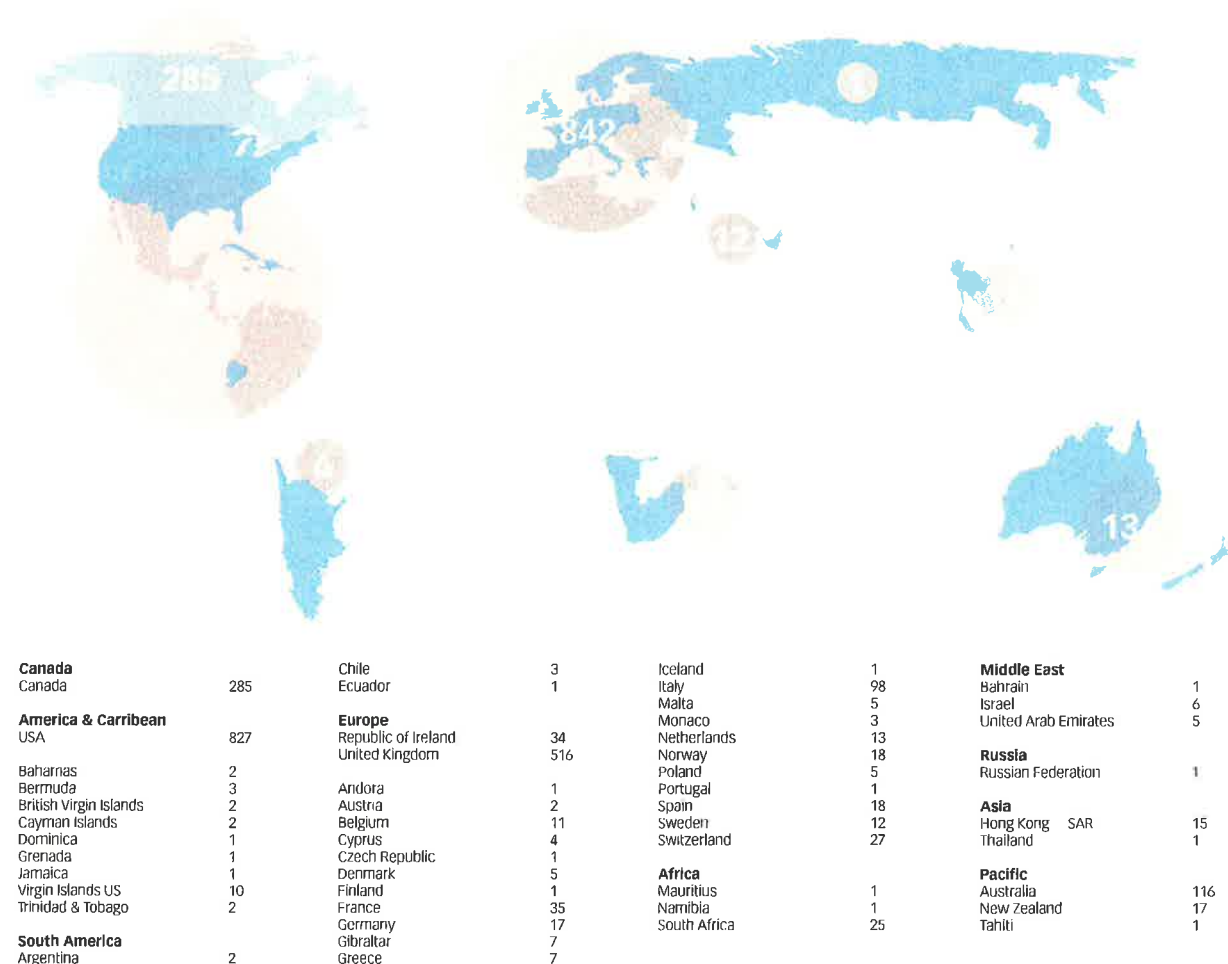 285
842
12
4
13
Canada
Canada 285
America & Carribean
USA 827
Bahamas 2
Bermuda 3
British Virgin Islands 2
Cayman Islands 2
Dominica 1
Grenada 1
Jamaica 1
Virgin Islands US 10
Trinidad & Tobago 2
South America
Argentina 2
Chile 3
Ecuador 1
Europe
Republic of Ireland 34
United Kingdom 516
Andora 1
Austria 2
Belgium 11
Cyprus 4
Czech Republic 1
Denmark 5
Finland 1
France 35
Germany 17
Gibraltar 7
Greece 7
Iceland 1
Italy 98
Malta 5
Monaco 3
Netherlands 13
Norway 18
Poland 5
Portugal 1
Spain 18
Sweden 12
Switzerland 27
Africa
Mauritius 1
Namibia 1
South Africa 25
Middle East
Bahrain 1
Israel 6
United Arab Emirates 5
Russia
Russian Federation 1
Asia
Hong Kong SAR 15
Thailand 1
Pacific
Australia 116
New Zealand 17
Tahiti 1